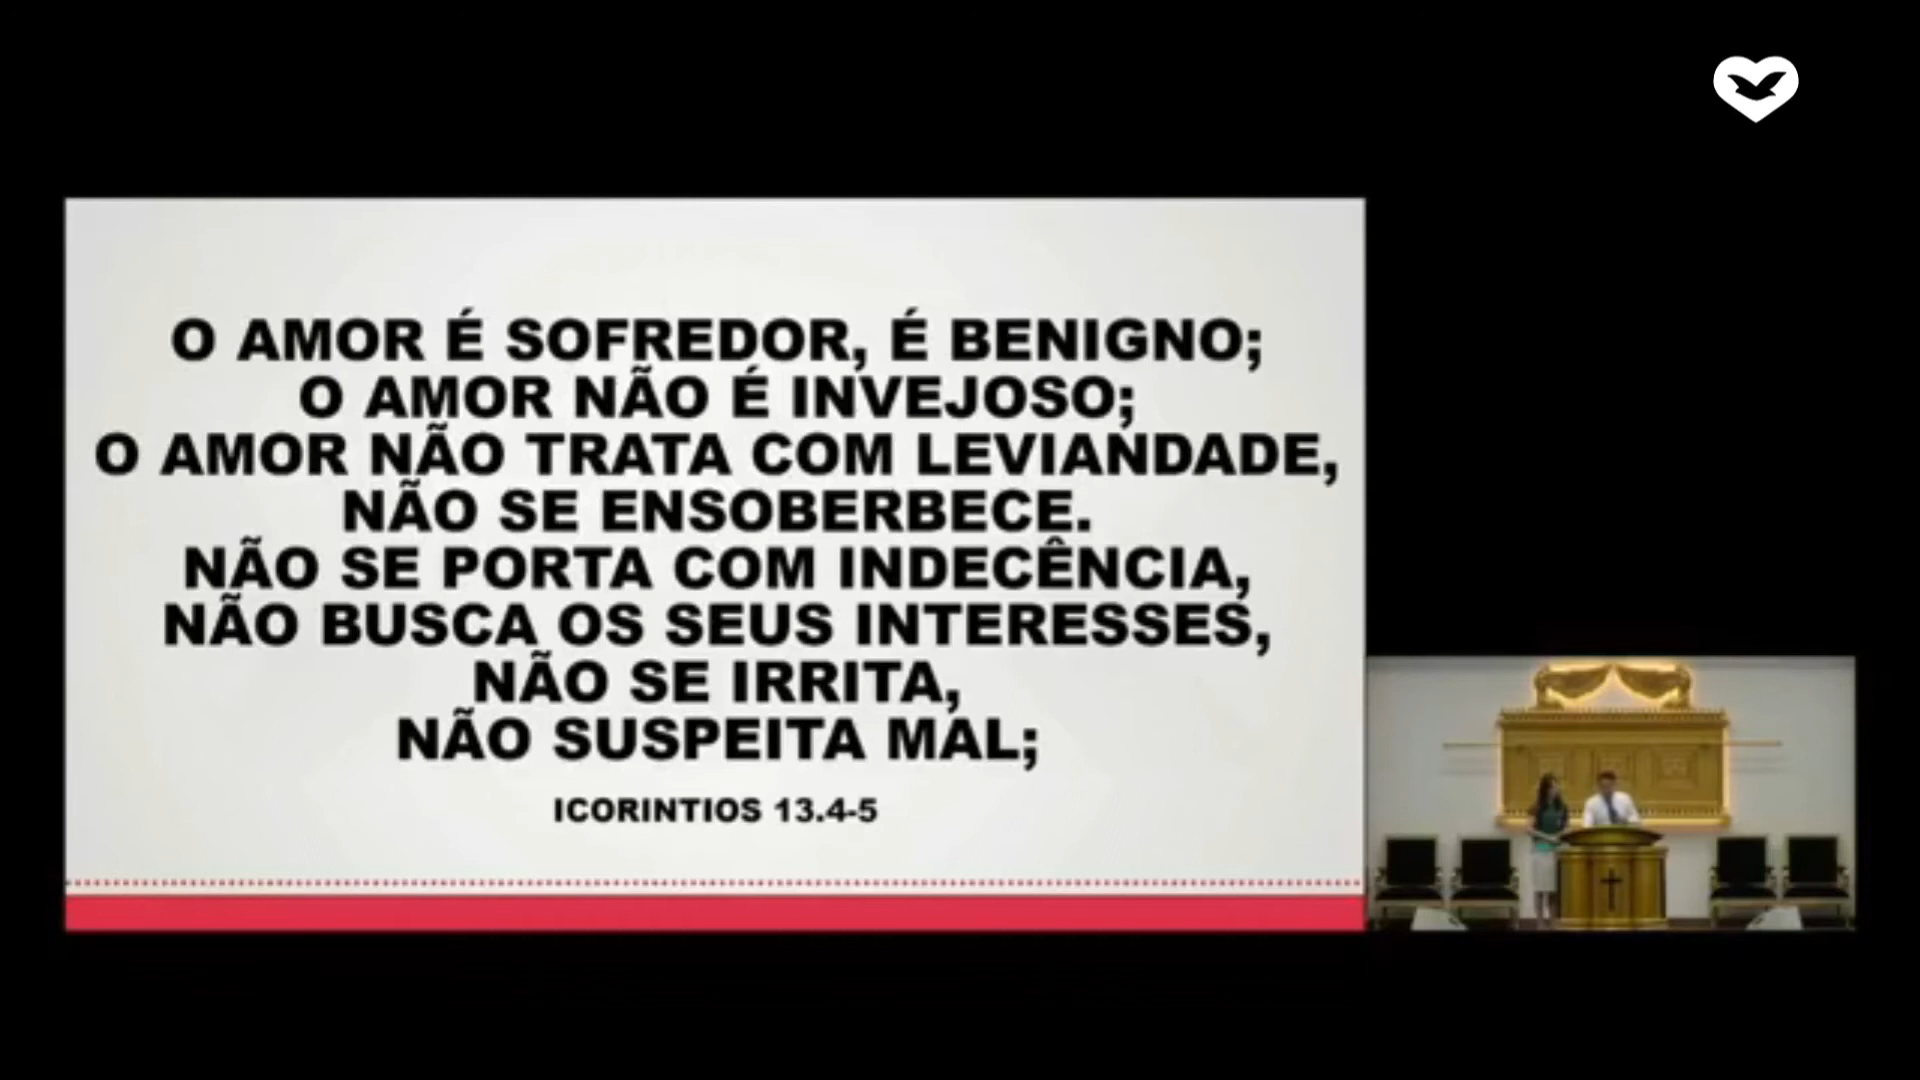 O AMOR É SOFREDOR, É BENIGNO;
O AMOR NÃO É INVEJOSO;
O AMOR NÃO TRATA COM LEVIANDADE,
NÃO SE ENSOBERBECE.
NÃO SE PORTA COM INDECÊNCIA,
NÃO BUSCA OS SEUS INTERESSES,
NÃO SE IRRITA,
NÃO SUSPEITA MAL;
ICORINTIOS 13.4-5